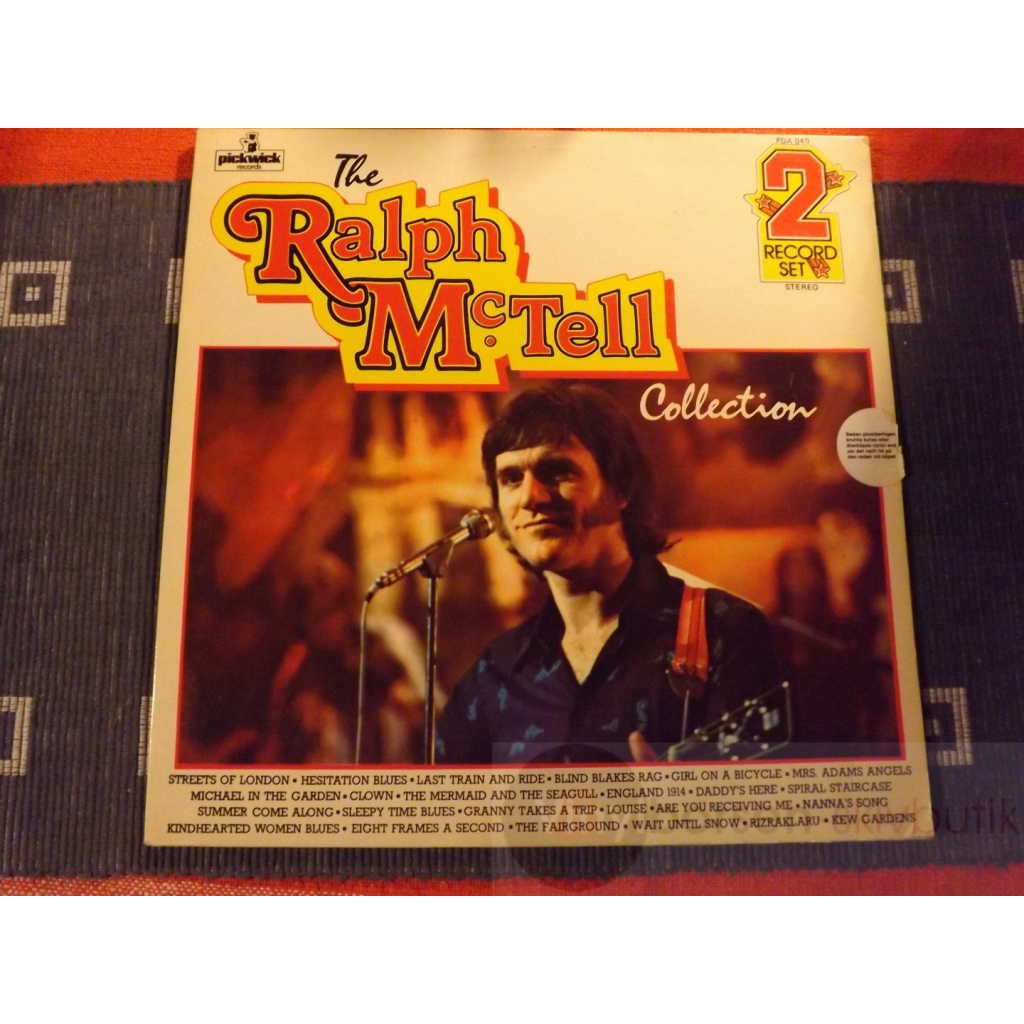 pickwick
records
The
Ralph
McTell
Collection
PDA 040
2
RECORD
SET
STEREO
STREETS OF LONDON • HESITATION BLUES • LAST TRAIN AND RIDE • BLIND BLAKES RAG • GIRL ON A BICYCLE • MRS. ADAMS ANGELS
MICHAEL IN THE GARDEN • CLOWN • THE MERMAID AND THE SEAGULL • ENGLAND 1914 • DADDY'S HERE • SPIRAL STAIRCASE
SUMMER COME ALONG • SLEEPY TIME BLUES • GRANNY TAKES A TRIP • LOUISE • ARE YOU RECEIVING ME • NANNA'S SONG
KINDHEARTED WOMEN BLUES • EIGHT FRAMES A SECOND • THE FAIRGROUND • WAIT UNTIL SNOW • RIZRAKLARU • KEW GARDENS
skivbutik